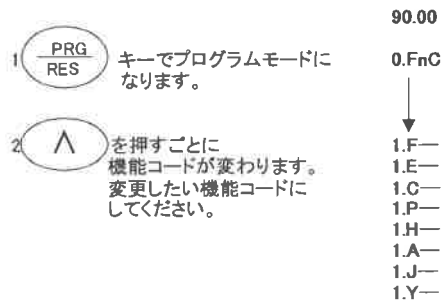 90.00
1 PRG
RES キーでプログラムモードに
なります。
0.FnC
2 ∧ を押すごとに
機能コードが変わります。
変更したい機能コードに
してください。
1.F—
1.E—
1.C—
1.P—
1.H—
1.A—
1.J—
1.Y—